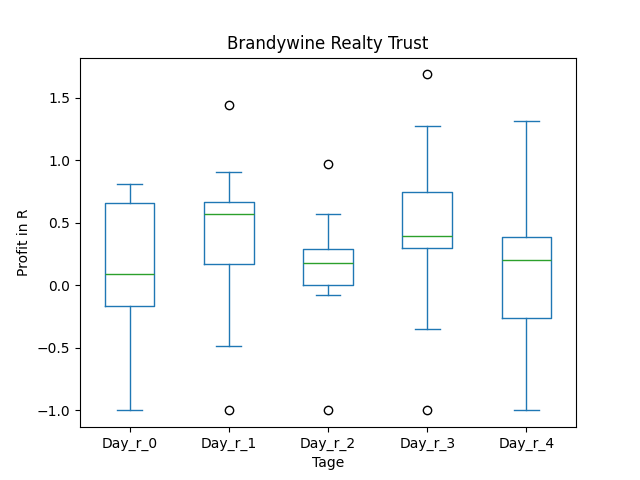 Brandywine Realty Trust
Profit in R
1.5
1.0
0.5
0.0
−0.5
−1.0
Day_r_0
Day_r_1
Day_r_2
Day_r_3
Day_r_4
Tage